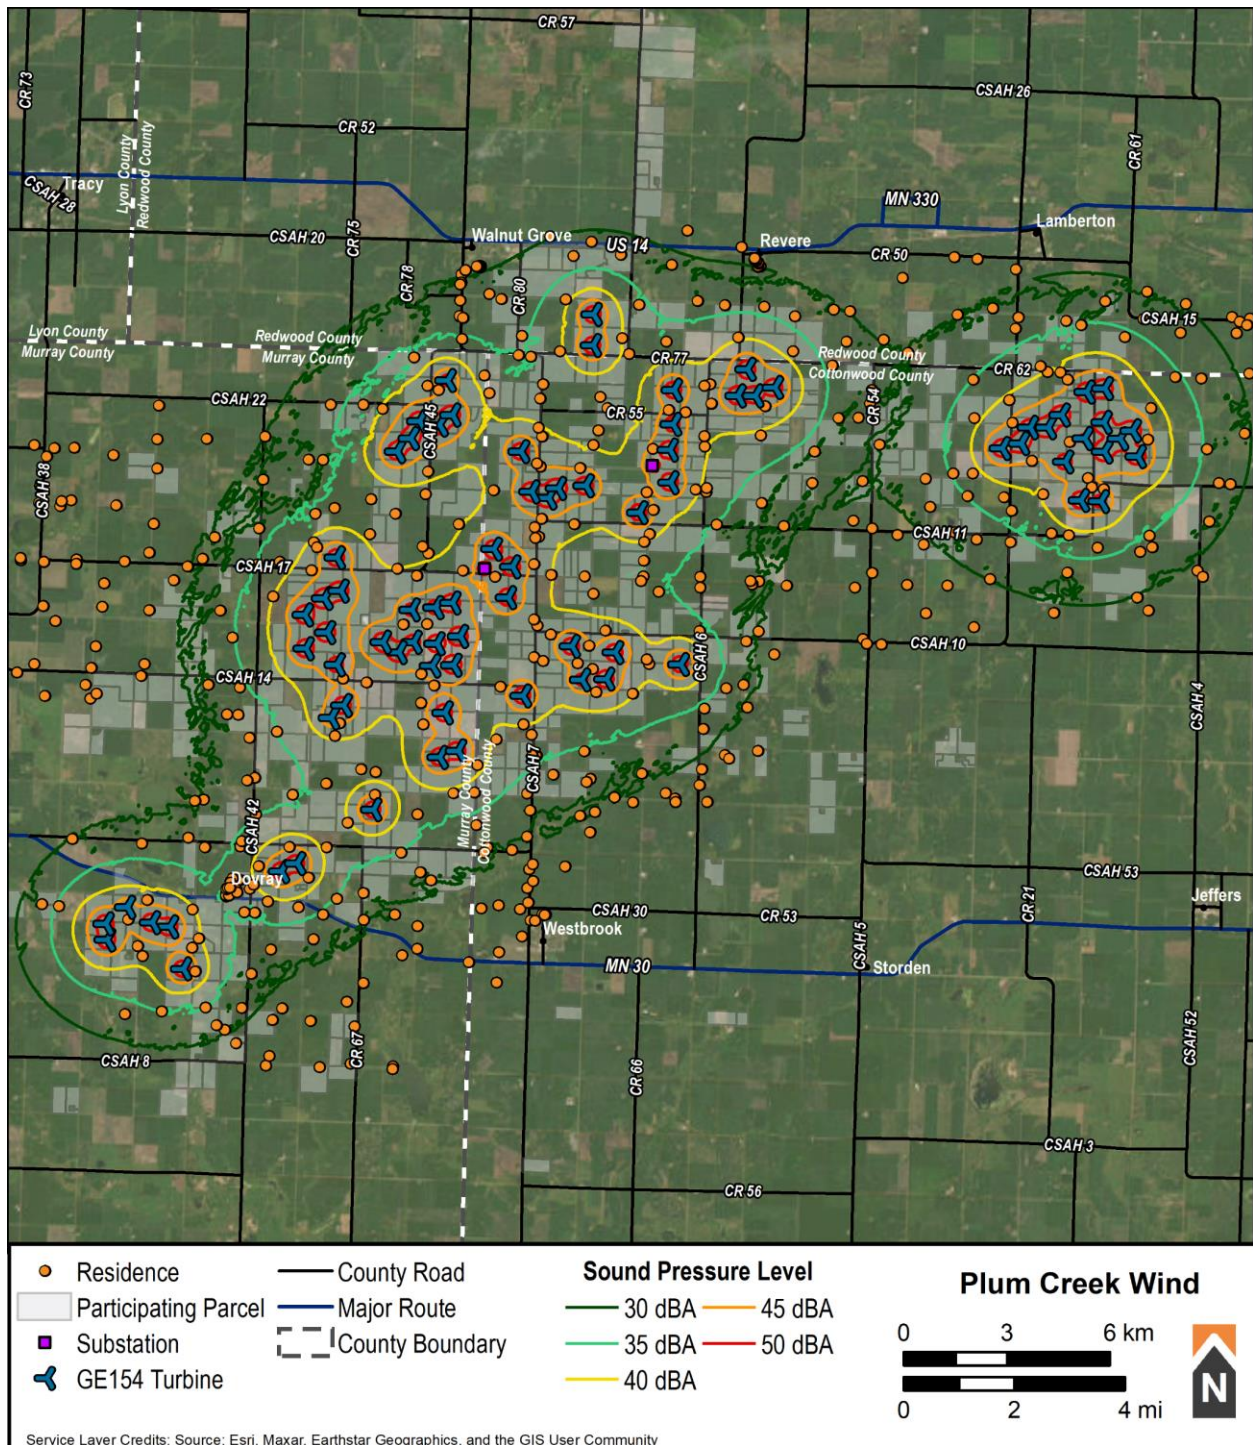 CR 57
CR 73
CSAH 26
CR 52
CR 61
Lyon County
Redwood County
Tracy
CSAH 28
MN 330
Lamberton
CSAH 20
CR 75
Walnut Grove
US 14
Revere
CR 50
CR 78
CR 80
CSAH 15
Lyon County
Murray County
Redwood County
Murray County
CR 77
Redwood County
Cottonwood County
CR 62
CSAH 22
CSAH 45
CR 55
CR 54
CSAH 38
CSAH 11
CSAH 17
CSAH 6
CSAH 10
CSAH 14
CSAH 4
CSAH 7
Murray County
Cottonwood County
CSAH 42
Dovray
CSAH 53
Jeffers
CSAH 30
CR 53
CR 21
Westbrook
CSAH 5
MN 30
Storden
CSAH 8
CR 67
CR 66
CSAH 52
CSAH 3
CR 56
Residence
Participating Parcel
Substation
GE154 Turbine
County Road
Major Route
County Boundary
Sound Pressure Level
30 dBA
45 dBA
35 dBA
50 dBA
40 dBA
Plum Creek Wind
0 3 6 km
0 2 4 mi
N
Service Layer Credits: Source: Esri, Maxar, Earthstar Geographics, and the GIS User Community